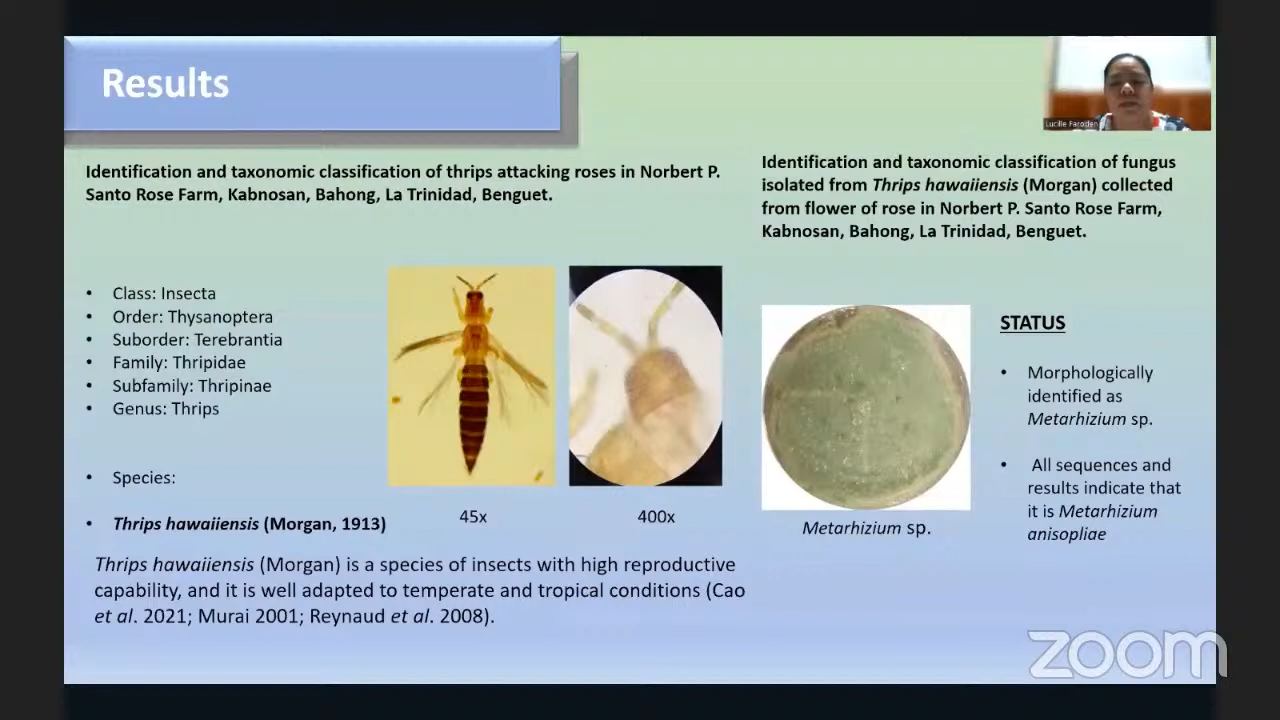 Results
Lucille Faroden
Identification and taxonomic classification of thrips attacking roses in Norbert P.
Santo Rose Farm, Kabnosan, Bahong, La Trinidad, Benguet.
Identification and taxonomic classification of fungus
isolated from Thrips hawaiiensis (Morgan) collected
from flower of rose in Norbert P. Santo Rose Farm,
Kabnosan, Bahong, La Trinidad, Benguet.
• Class: Insecta
• Order: Thysanoptera
• Suborder: Terebrantia
• Family: Thripidae
• Subfamily: Thripinae
• Genus: Thrips
• Species:
• Thrips hawaiiensis (Morgan, 1913)
45x
400x
Thrips hawaiiensis (Morgan) is a species of insects with high reproductive
capability, and it is well adapted to temperate and tropical conditions (Cao
et al. 2021; Murai 2001; Reynaud et al. 2008).
Metarhizium sp.
STATUS
• Morphologically
identified as
Metarhizium sp.
• All sequences and
results indicate that
it is Metarhizium
anisopliae
zoom